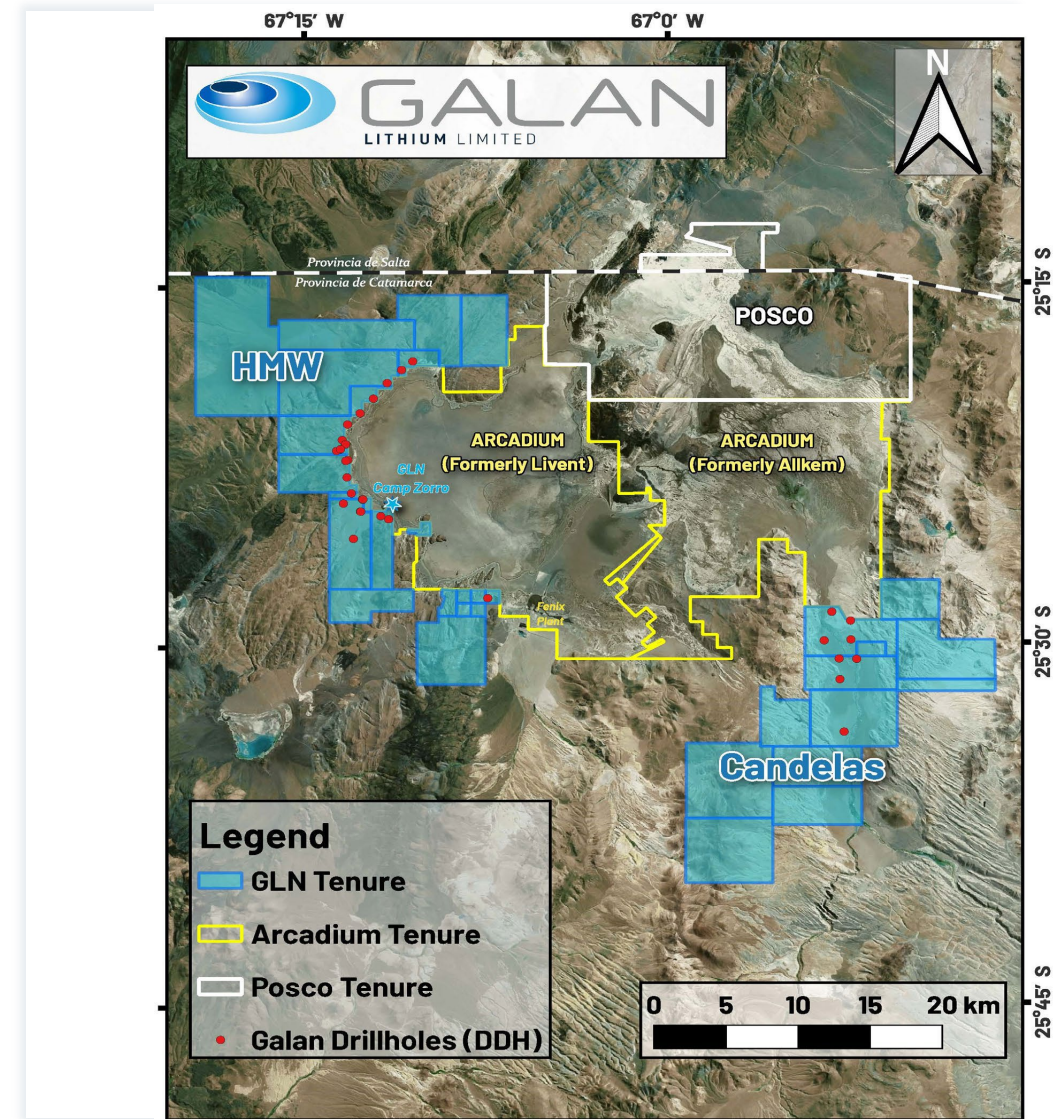 67°15′ W
67°0′ W
GALAN
LITHIUM LIMITED
N
Provincia de Salta
Provincia de Catamarca
25°15′ S
POSCO
HMW
ARCADIUM
(Formerly Livent)
ARCADIUM
(Formerly Allkem)
GLN
Camp Zorro
Fenix
Plant
25°30′ S
Candelas
Legend
GLN Tenure
Arcadium Tenure
Posco Tenure
Galan Drillholes (DDH)
0 5 10 15 20 km
25°45′ S